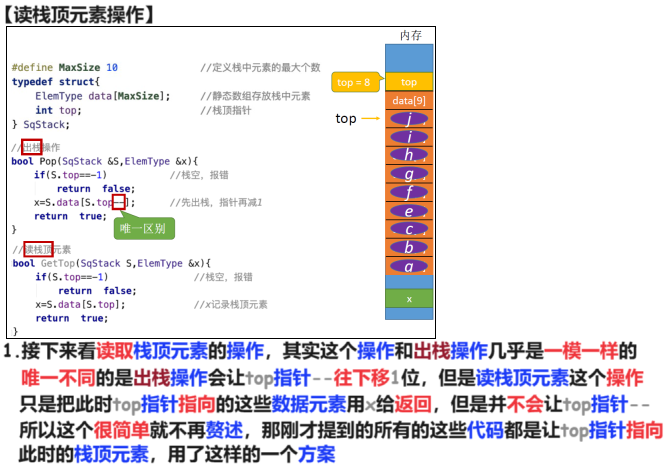 【读栈顶元素操作】
#define MaxSize 10 //定义栈中元素的最大个数
typedef struct{
ElemType data[MaxSize]; //静态数组存放栈中元素
int top; //栈顶指针
} SqStack;
//出栈操作
bool Pop(SqStack &S,ElemType &x){
if(S.top==-1) //栈空，报错
return false;
x=S.data[S.top--]; //先出栈，指针再减1
return true;
}
唯一区别
//读栈顶元素
bool GetTop(SqStack S,ElemType &x){
if(S.top==-1) //栈空，报错
return false;
x=S.data[S.top]; //x记录栈顶元素
return true;
}
内存
top = 8
top
data[9]
top
j
i
h
g
f
e
c
b
a
x
1.接下来看读取栈顶元素的操作，其实这个操作和出栈操作几乎是一模一样的
唯一不同的是出栈操作会让top指针--往下移1位，但是读栈顶元素这个操作
只是把此时top指针指向的这些数据元素用x给返回，但是并不会让top指针--
所以这个很简单就不再赘述，那刚才提到的所有的这些代码都是让top指针指向
此时的栈顶元素，用了这样的一个方案